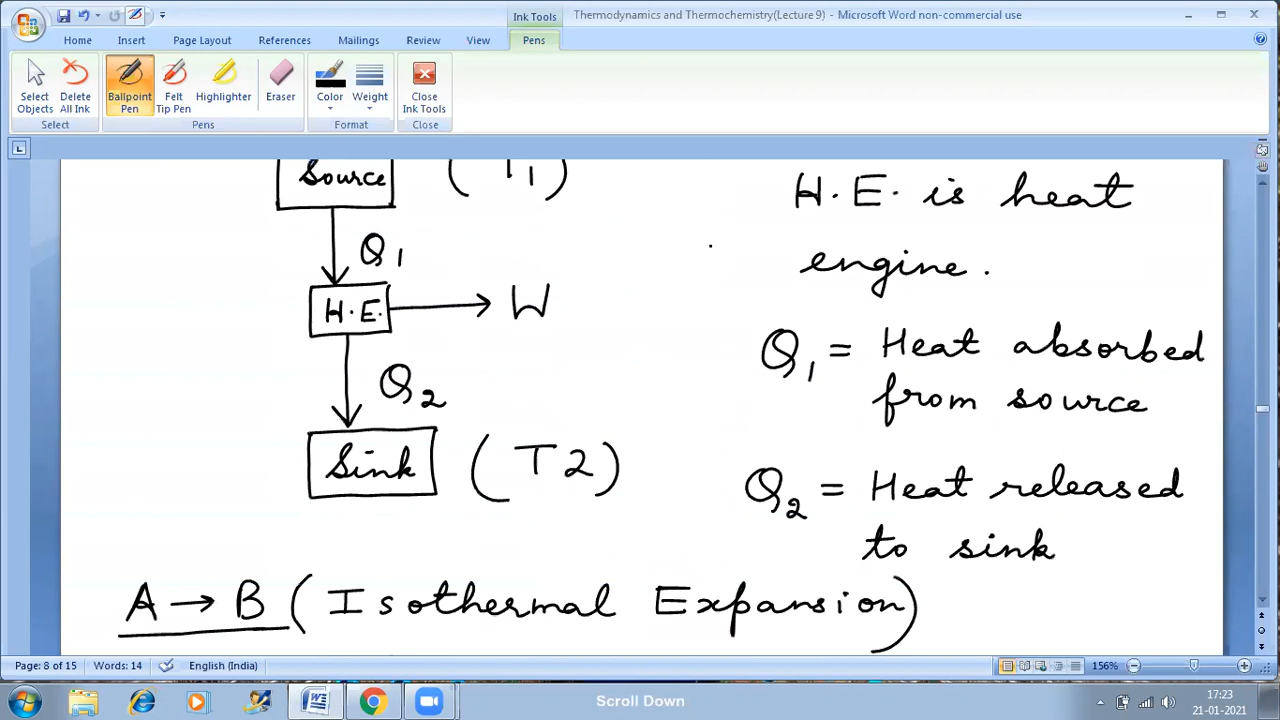 Ink Tools
Thermodynamics and Thermochemistry(Lecture 9) - Microsoft Word non-commercial use
Home Insert Page Layout References Mailings Review View Pens
Select Objects
Delete All Ink
Ballpoint Pen
Felt Tip Pen
Highlighter
Eraser
Color
Weight
Close Ink Tools
Select Pens Format Close
Source (T1)
H.E. is heat
engine.
Q1
H.E. → W
Q1 = Heat absorbed
from source
Q2
Sink (T2)
Q2 = Heat released
to sink
A → B (Isothermal Expansion)
Page: 8 of 15 Words: 14 English (India) 156%
Scroll Down
17:23
21-01-2021